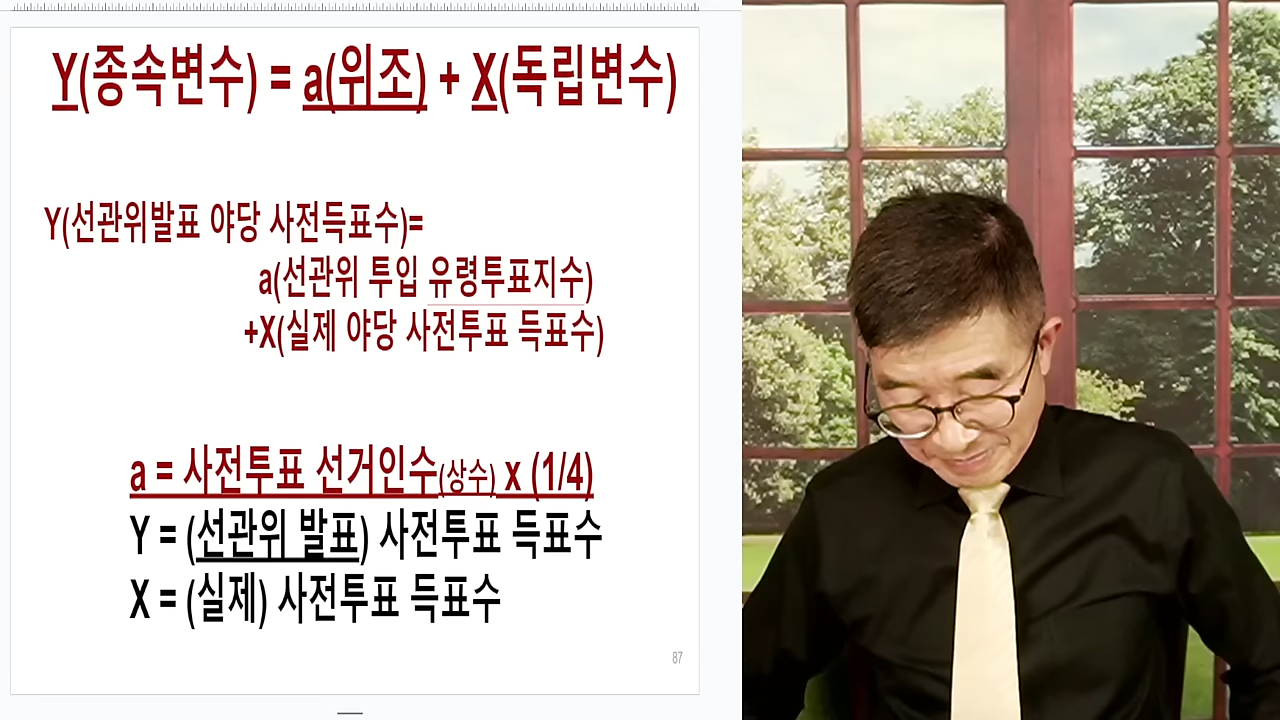 Y(종속변수) = a(위조) + X(독립변수)
Y(선관위발표 야당 사전득표수)=
a(선관위 투입 유령투표지수)
+X(실제 야당 사전투표 득표수)
a = 사전투표 선거인수(상수) x (1/4)
Y = (선관위 발표) 사전투표 득표수
X = (실제) 사전투표 득표수
87